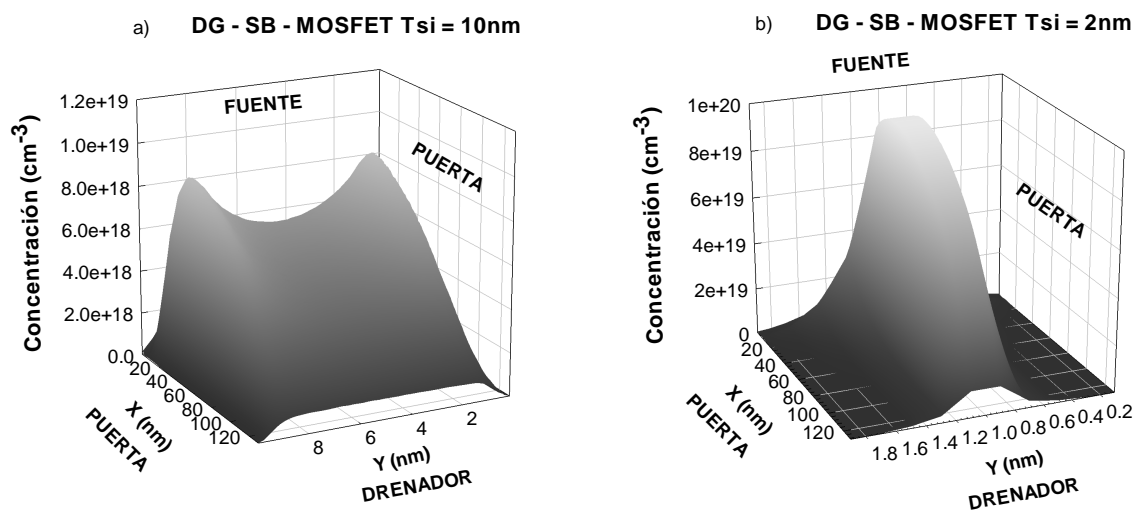 a) DG - SB - MOSFET Tsi = 10nm
Concentración (cm-3)
1.2e+19
1.0e+19
8.0e+18
6.0e+18
4.0e+18
2.0e+18
0.0
FUENTE
PUERTA
20
40
60
80
100
120
X (nm)
PUERTA
8
6
4
2
Y (nm)
DRENADOR
b) DG - SB - MOSFET Tsi = 2nm
FUENTE
Concentración (cm-3)
1e+20
8e+19
6e+19
4e+19
2e+19
0
PUERTA
20
40
60
80
100
120
X (nm)
PUERTA
1.8
1.6
1.4
1.2
1.0
0.8
0.6
0.4
0.2
Y (nm)
DRENADOR